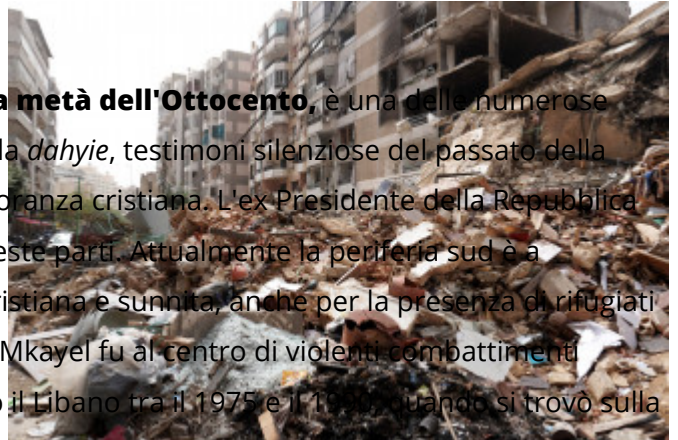 a metà dell'Ottocento, è una delle numerose
la dahyie, testimoni silenziose del passato della
oranza cristiana. L'ex Presidente della Repubblica
este parti. Attualmente la periferia sud è a
ristiana e sunnita, anche per la presenza di rifugiati
Mkayel fu al centro di violenti combattimenti
o il Libano tra il 1975 e il 1990, quando si trovò sulla